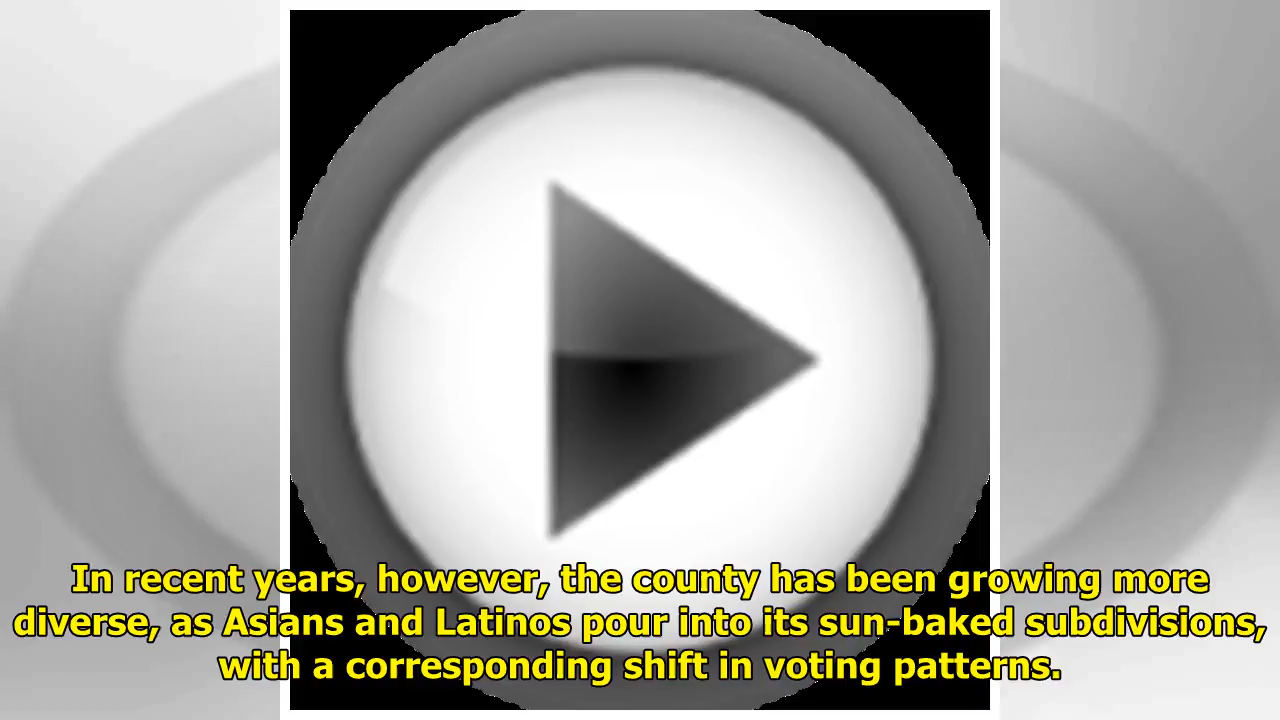 In recent years, however, the county has been growing more
diverse, as Asians and Latinos pour into its sun-baked subdivisions,
with a corresponding shift in voting patterns.